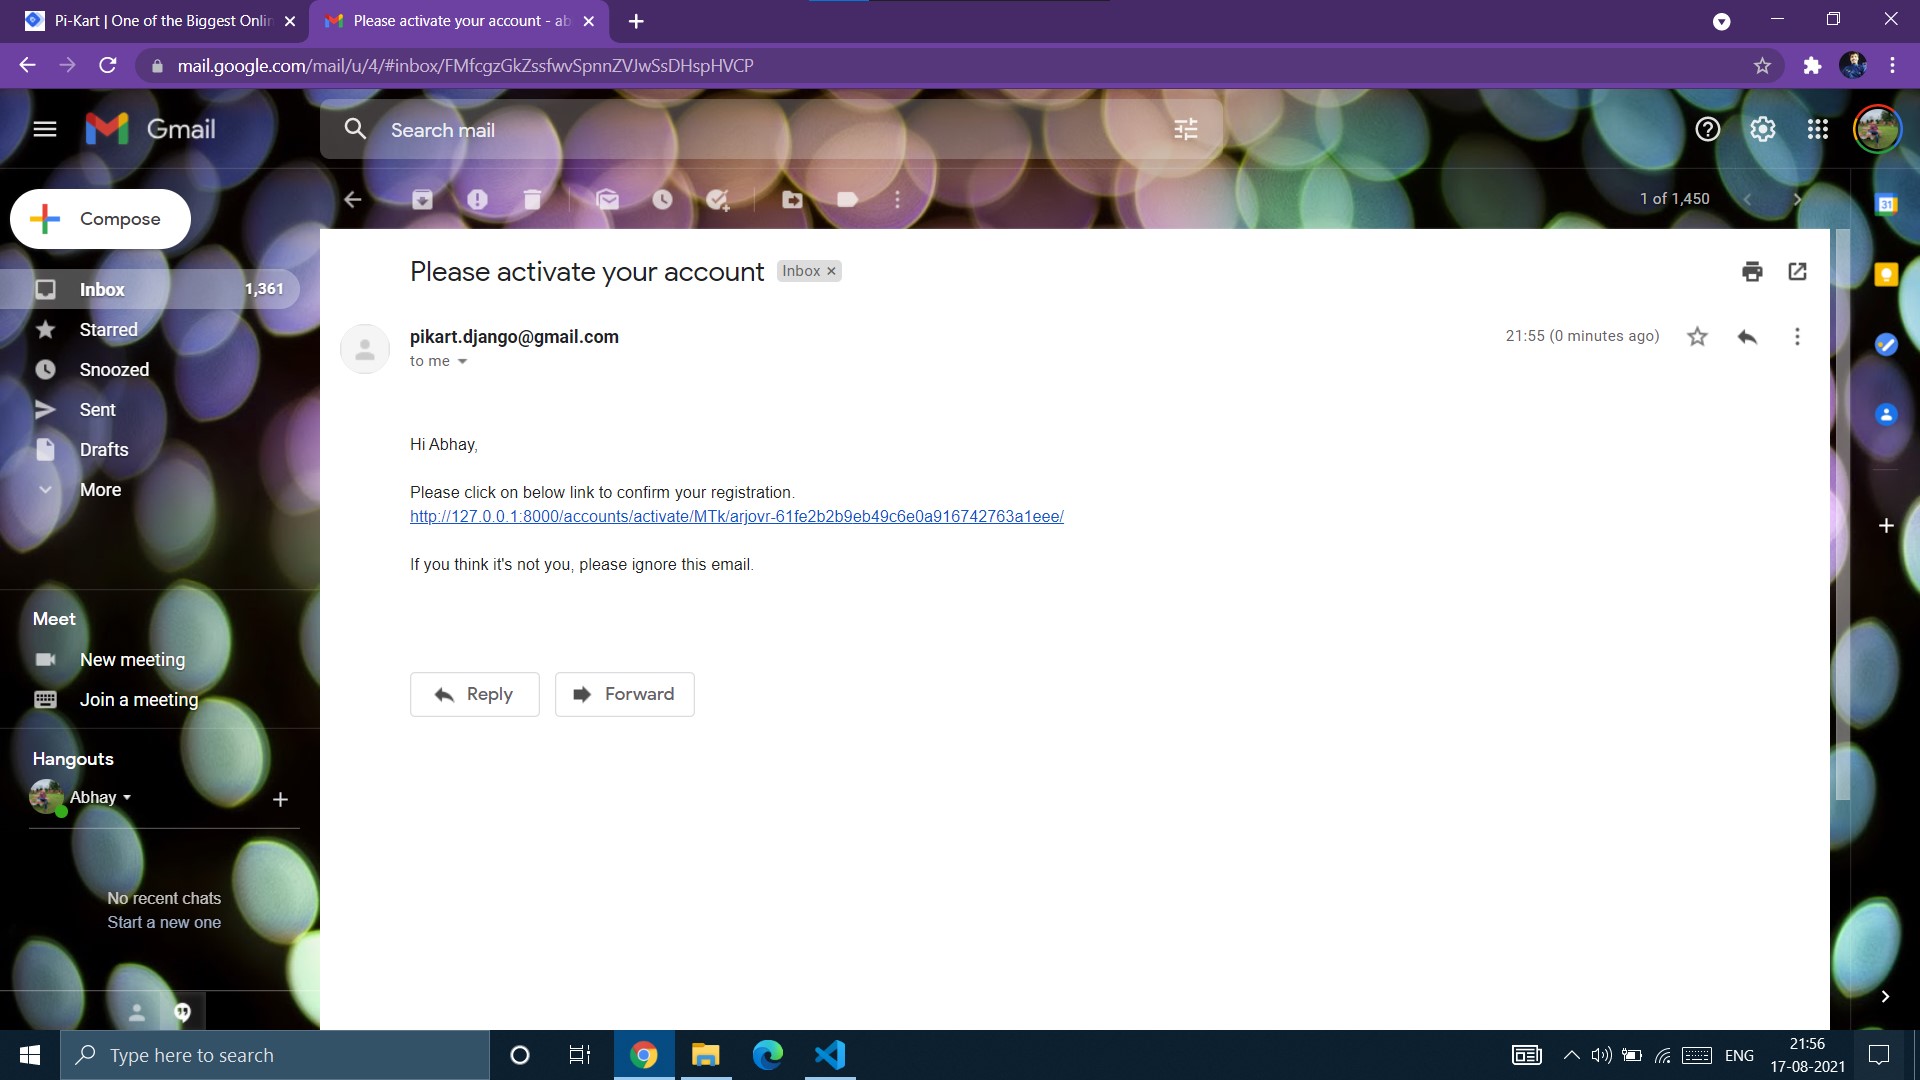 Pi-Kart | One of the Biggest Onlin
Please activate your account - ab
mail.google.com/mail/u/4/#inbox/FMfcgzGkZssfwvSpnnZVJwSsDHspHVCP
Gmail
Search mail
Compose
1 of 1,450
31
Inbox 1,361
Starred
Snoozed
Sent
Drafts
More
Please activate your account Inbox ×
pikart.django@gmail.com
21:55 (0 minutes ago)
to me
Hi Abhay,
Please click on below link to confirm your registration.
http://127.0.0.1:8000/accounts/activate/MTk/arjovr-61fe2b2b9eb49c6e0a916742763a1eee/
If you think it's not you, please ignore this email.
Reply
Forward
Meet
New meeting
Join a meeting
Hangouts
Abhay
No recent chats
Start a new one
Type here to search
ENG
21:56
17-08-2021